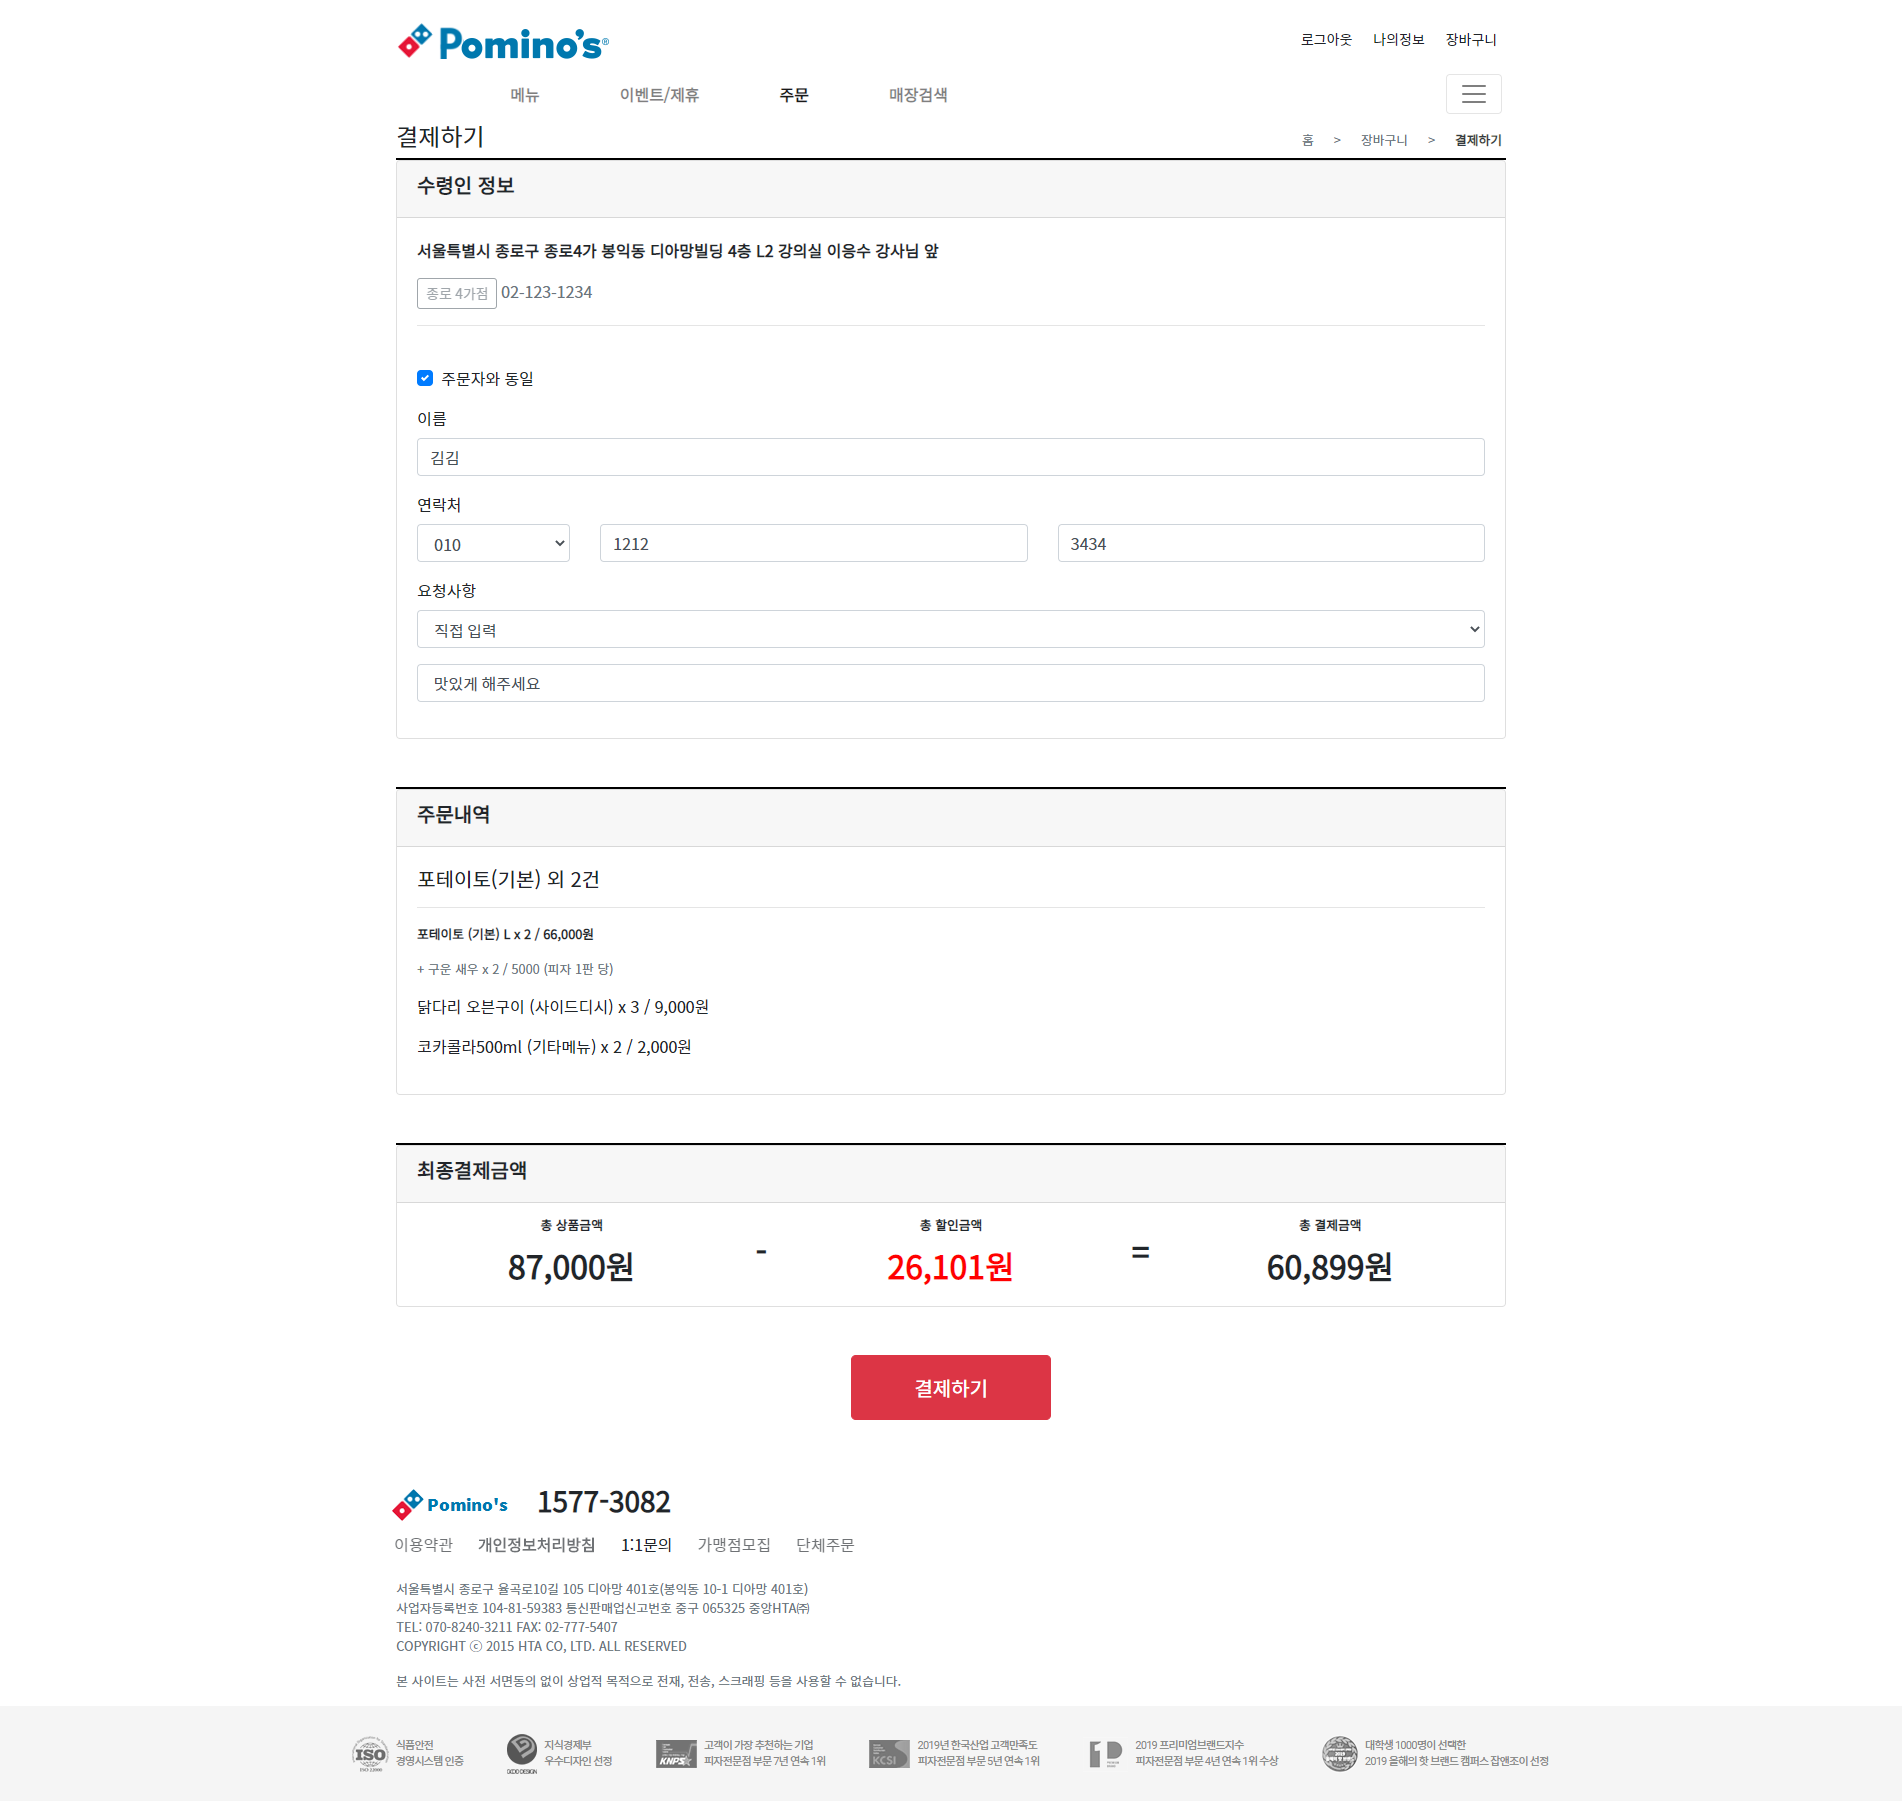 Pomino's®
로그아웃 나의정보 장바구니
메뉴 이벤트/제휴 주문 매장검색
결제하기
홈 > 장바구니 > 결제하기
수령인 정보
서울특별시 종로구 종로4가 봉익동 디아망빌딩 4층 L2 강의실 이응수 강사님 앞
종로 4가점 02-123-1234
주문자와 동일
이름
김김
연락처
010 1212 3434
요청사항
직접 입력
맛있게 해주세요
주문내역
포테이토(기본) 외 2건
포테이토 (기본) L x 2 / 66,000원
+ 구운 새우 x 2 / 5000 (피자 1판 당)
닭다리 오븐구이 (사이드디시) x 3 / 9,000원
코카콜라500ml (기타메뉴) x 2 / 2,000원
최종결제금액
총 상품금액 총 할인금액 총 결제금액
87,000원 - 26,101원 = 60,899원
결제하기
Pomino's 1577-3082
이용약관 개인정보처리방침 1:1문의 가맹점모집 단체주문
서울특별시 종로구 율곡로10길 105 디아망 401호(봉익동 10-1 디아망 401호)
사업자등록번호 104-81-59383 통신판매업신고번호 중구 065325 중앙HTA㈜
TEL: 070-8240-3211 FAX: 02-777-5407
COPYRIGHT ⓒ 2015 HTA CO, LTD. ALL RESERVED
본 사이트는 사전 서면동의 없이 상업적 목적으로 전재, 전송, 스크래핑 등을 사용할 수 없습니다.
ISO
식품안전
경영시스템 인증
GOOD DESIGN
지식경제부
우수디자인 선정
KNPS
고객이 가장 추천하는 기업
피자전문점 부문 7년 연속 1위
KCSI
2019년 한국산업 고객만족도
피자전문점 부문 5년 연속 1위
2019 프리미엄브랜드지수
피자전문점 부문 4년 연속 1위 수상
대학생 1000명이 선택한
2019 올해의 핫 브랜드 캠퍼스 잡앤조이 선정